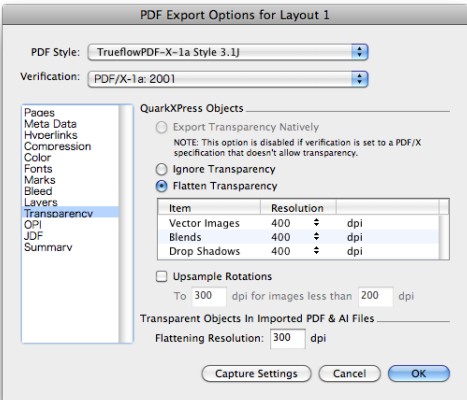 PDF Export Options for Layout 1
PDF Style: TrueflowPDF-X-1a Style 3.1J
Verification: PDF/X-1a: 2001
Pages
Meta Data
Hyperlinks
Compression
Color
Fonts
Marks
Bleed
Layers
Transparency
OPI
JDF
Summary
QuarkXPress Objects
Export Transparency Natively
NOTE: This option is disabled if verification is set to a PDF/X
specification that doesn't allow transparency.
Ignore Transparency
Flatten Transparency
Item Resolution
Vector Images 400 dpi
Blends 400 dpi
Drop Shadows 400 dpi
Upsample Rotations
To 300 dpi for images less than 200 dpi
Transparent Objects In Imported PDF & AI Files
Flattening Resolution: 300 dpi
Capture Settings Cancel OK